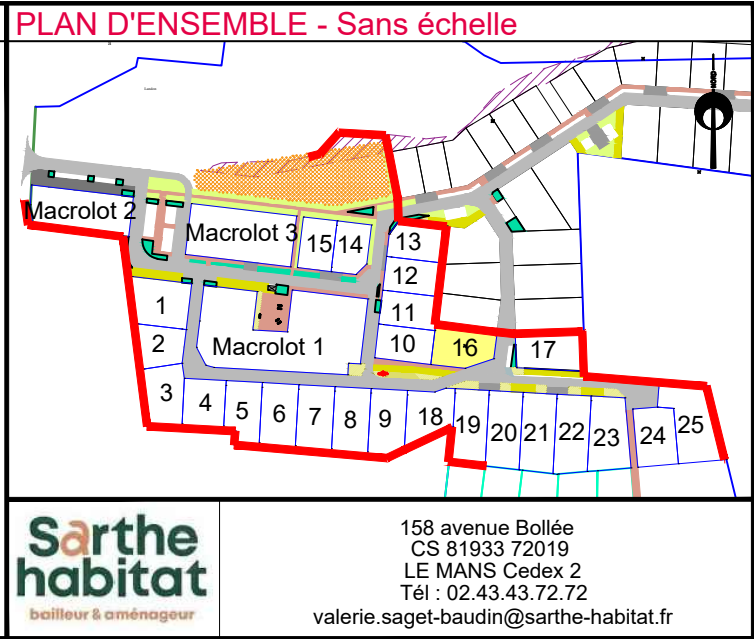 PLAN D'ENSEMBLE - Sans échelle
Macrolot 2
Macrolot 3
15
14
13
12
11
10
1
2
3
Macrolot 1
16
17
4
5
6
7
8
9
18
19
20
21
22
23
24
25
Sarthe
habitat
bailleur & aménageur
158 avenue Bollée
CS 81933 72019
LE MANS Cedex 2
Tél : 02.43.43.72.72
valerie.saget-baudin@sarthe-habitat.fr